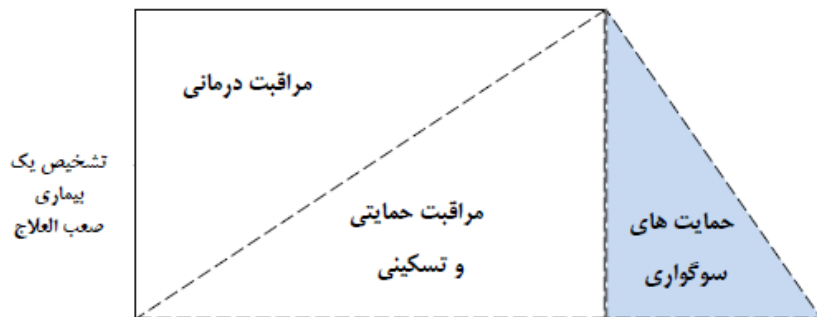 مراقبت درمانی
تشخیص یک
بیماری
صعب العلاج
مراقبت حمایتی
و تسکینی
حمایت های
سوگواری